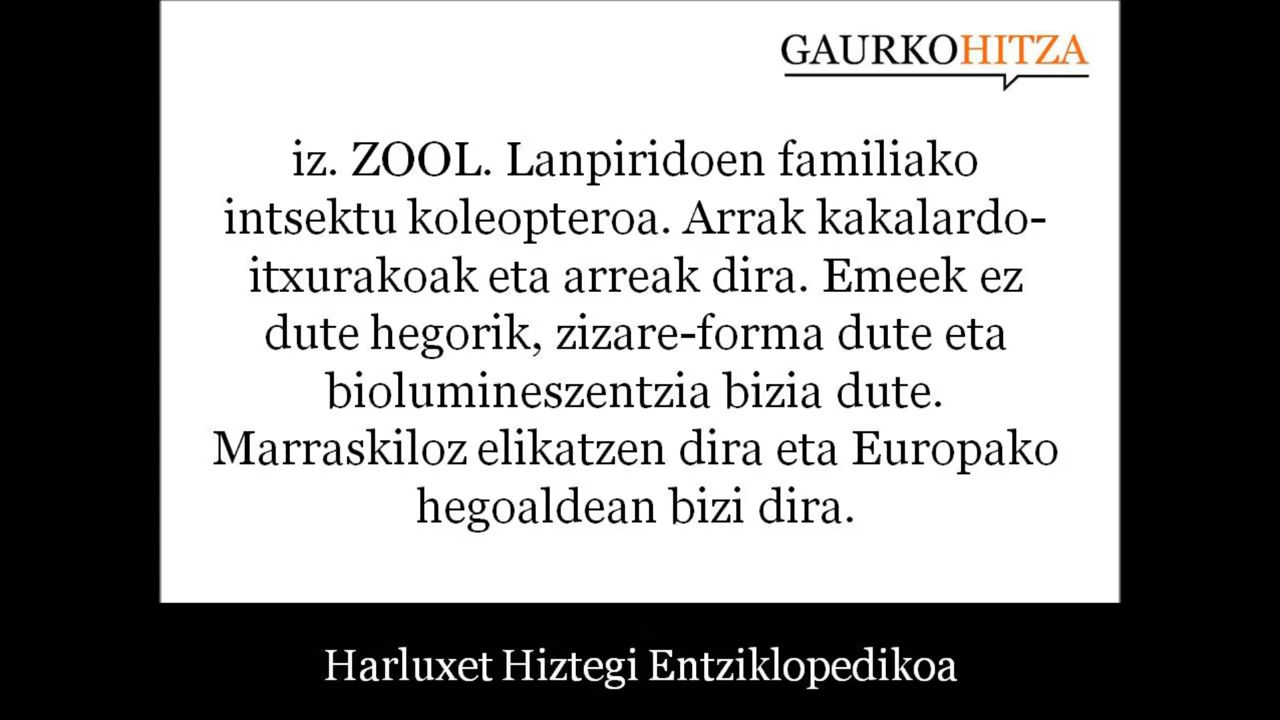 GAURKOHITZA
iz. ZOOL. Lanpiridoen familiako
intsektu koleopteroa. Arrak kakalardo-
itxurakoak eta arreak dira. Emeek ez
dute hegorik, zizare-forma dute eta
biolumineszentzia bizia dute.
Marraskiloz elikatzen dira eta Europako
hegoaldean bizi dira.
Harluxet Hiztegi Entziklopedikoa